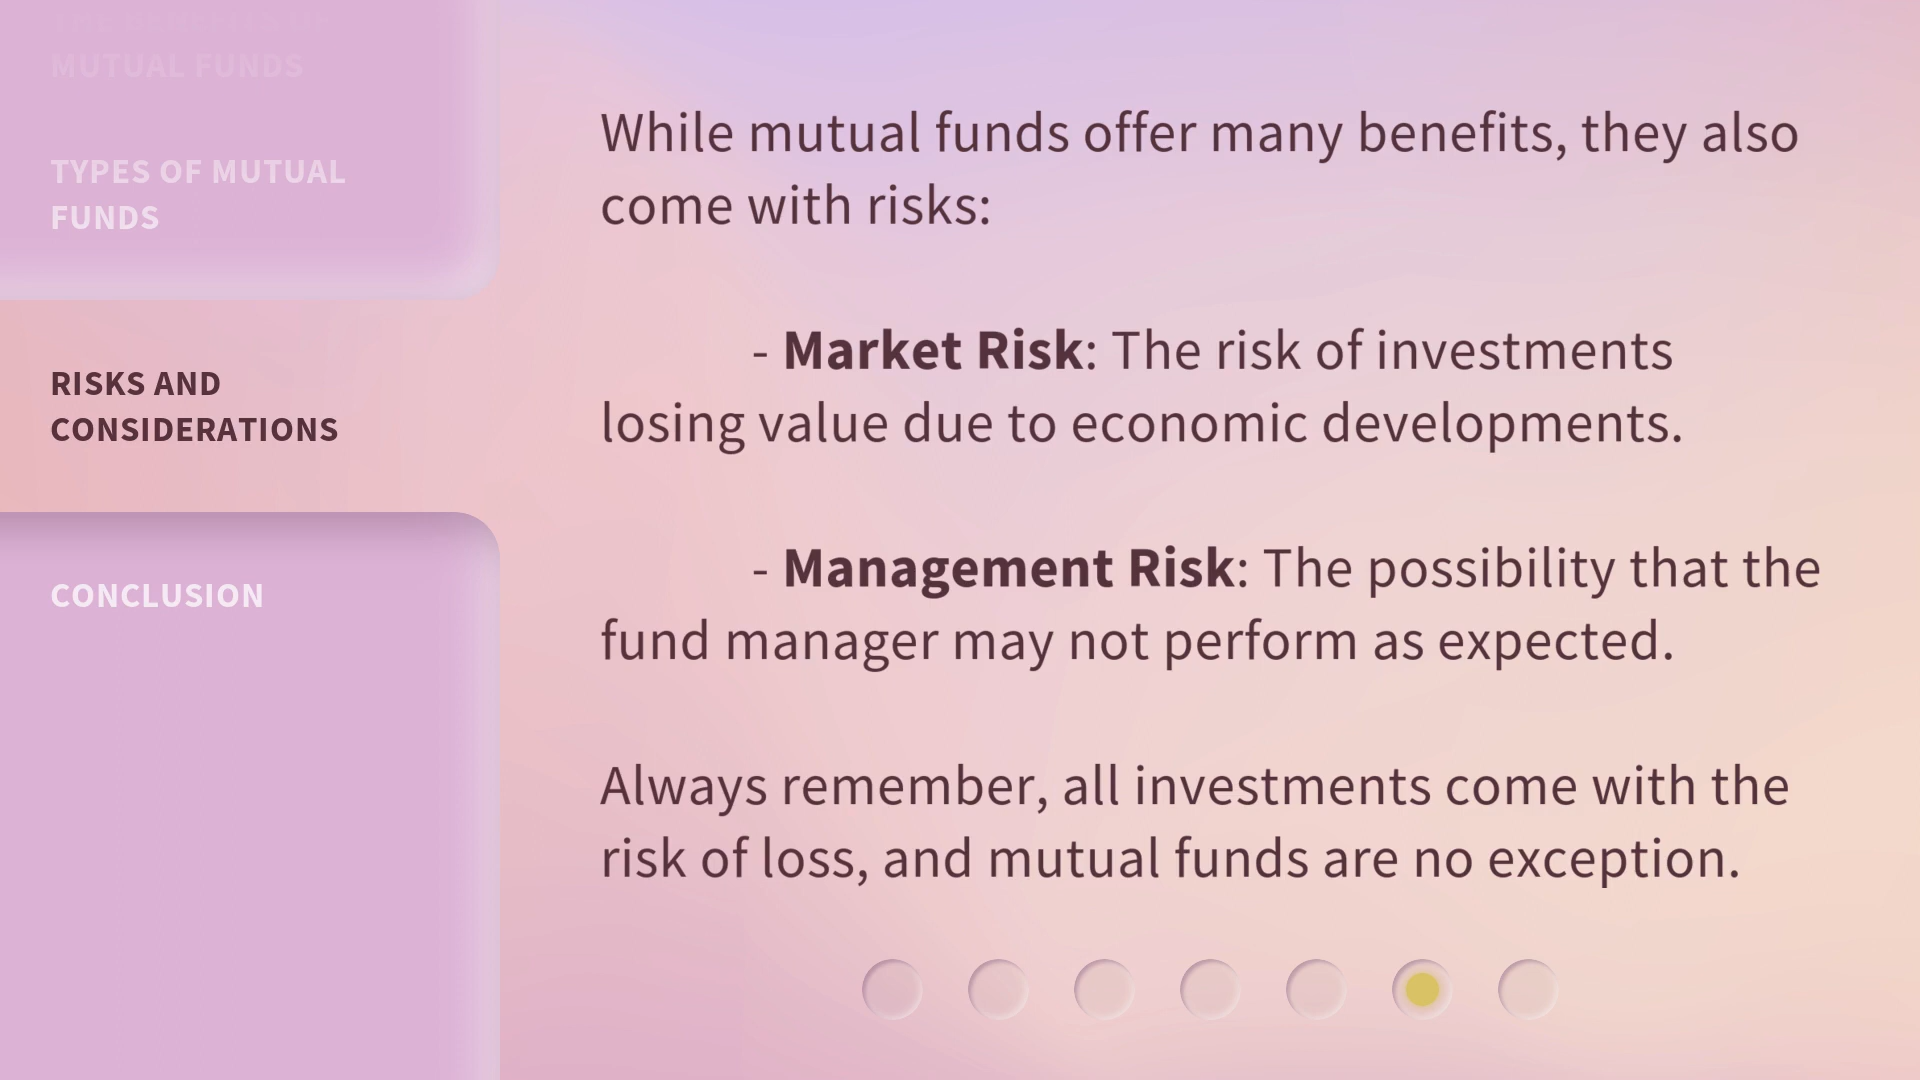 MUTUAL FUNDS
TYPES OF MUTUAL
FUNDS
RISKS AND
CONSIDERATIONS
CONCLUSION
While mutual funds offer many benefits, they also
come with risks:
- Market Risk: The risk of investments
losing value due to economic developments.
- Management Risk: The possibility that the
fund manager may not perform as expected.
Always remember, all investments come with the
risk of loss, and mutual funds are no exception.